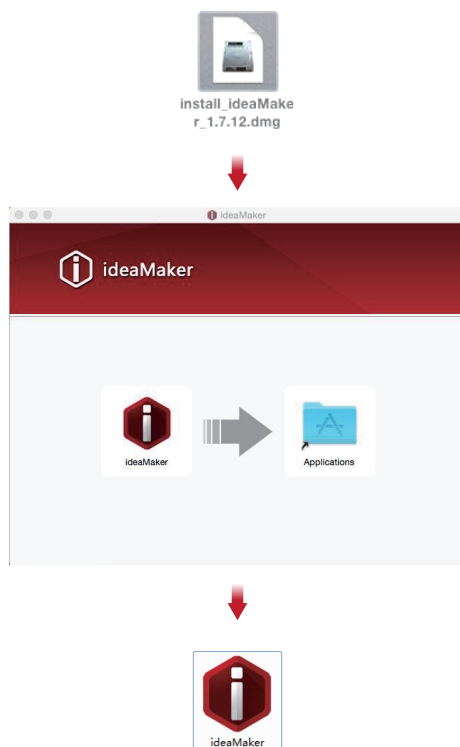 install_ideaMake
r_1.7.12.dmg
ideaMaker
ideaMaker
ideaMaker
Applications
ideaMaker